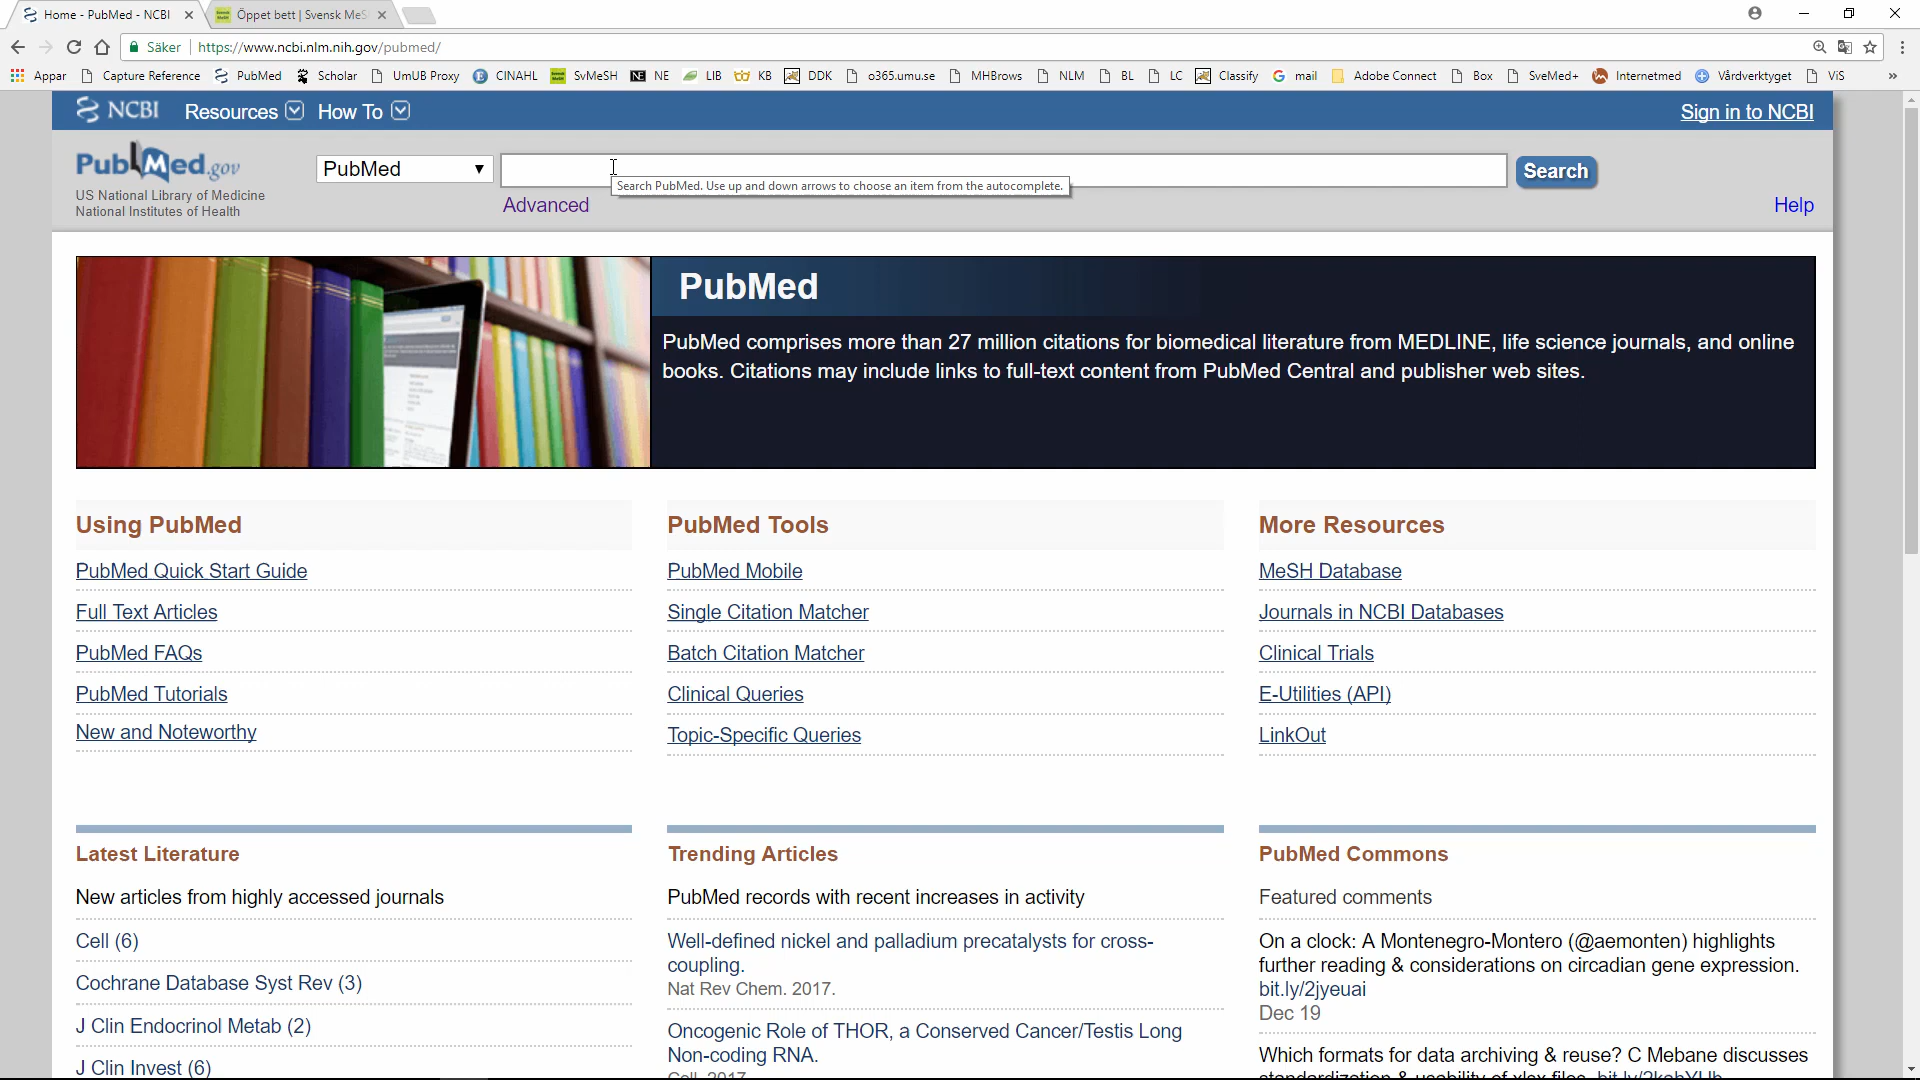 Home - PubMed - NCBI
Öppet bett | Svensk MeS
Säker
https://www.ncbi.nlm.nih.gov/pubmed/
Appar Capture Reference PubMed Scholar UmUB Proxy CINAHL SvMeSH NE LIB KB DDK o365.umu.se MHBrows NLM BL LC Classify mail Adobe Connect Box SveMed+ Internetmed Vårdverktyget ViS »
NCBI Resources How To Sign in to NCBI
PubMed.gov
US National Library of Medicine
National Institutes of Health
PubMed
Search
Search PubMed. Use up and down arrows to choose an item from the autocomplete.
Advanced
Help
PubMed
PubMed comprises more than 27 million citations for biomedical literature from MEDLINE, life science journals, and online
books. Citations may include links to full-text content from PubMed Central and publisher web sites.
Using PubMed
PubMed Quick Start Guide
Full Text Articles
PubMed FAQs
PubMed Tutorials
New and Noteworthy
PubMed Tools
PubMed Mobile
Single Citation Matcher
Batch Citation Matcher
Clinical Queries
Topic-Specific Queries
More Resources
MeSH Database
Journals in NCBI Databases
Clinical Trials
E-Utilities (API)
LinkOut
Latest Literature
New articles from highly accessed journals
Cell (6)
Cochrane Database Syst Rev (3)
J Clin Endocrinol Metab (2)
J Clin Invest (6)
Trending Articles
PubMed records with recent increases in activity
Well-defined nickel and palladium precatalysts for cross-
coupling.
Nat Rev Chem. 2017.
Oncogenic Role of THOR, a Conserved Cancer/Testis Long
Non-coding RNA.
Cell. 2017
PubMed Commons
Featured comments
On a clock: A Montenegro-Montero (@aemonten) highlights
further reading & considerations on circadian gene expression.
bit.ly/2jyeuai
Dec 19
Which formats for data archiving & reuse? C Mebane discusses
standardization & usability of xlsx files.